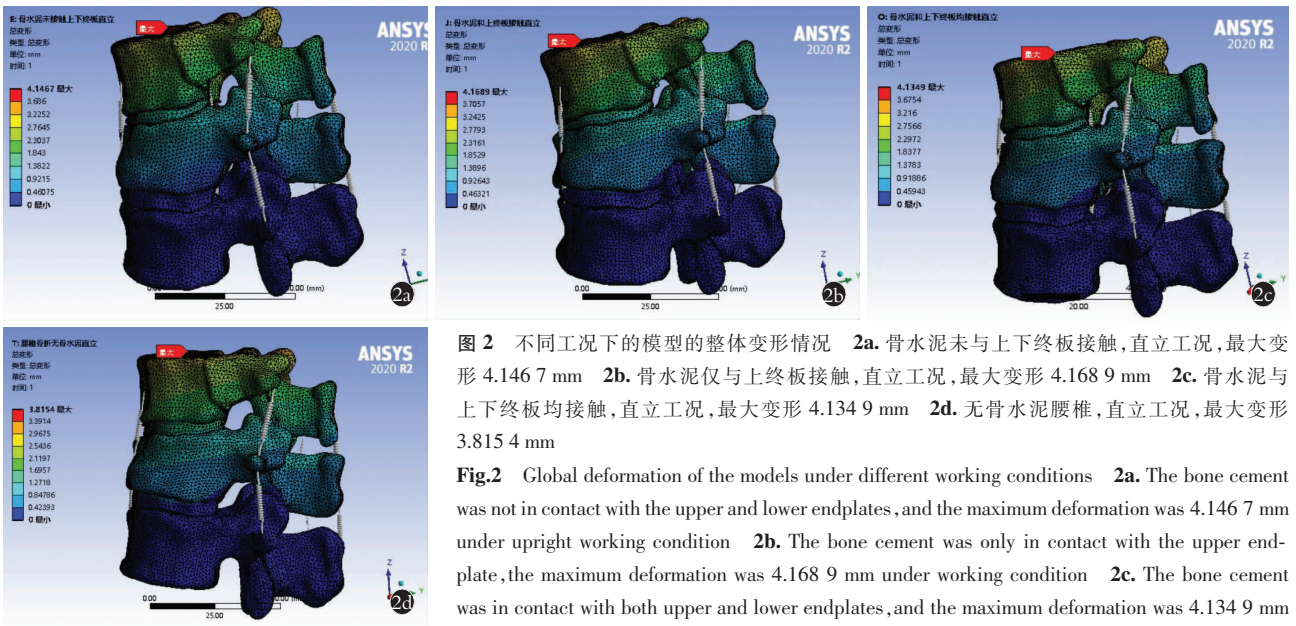 E: 骨水泥未接触上下终板直立
总变形
类型: 总变形
单位: mm
时间: 1
4.1467 最大
3.686
3.2252
2.7645
2.3037
1.843
1.3822
0.9215
0.46075
0 最小
最大
ANSYS
2020 R2
0.00
25.00
Z
2a
J: 骨水泥和上终板接触直立
总变形
类型: 总变形
单位: mm
时间: 1
4.1689 最大
3.7057
3.2425
2.7793
2.3161
1.8529
1.3896
0.92643
0.46321
0 最小
最大
ANSYS
2020 R2
0.00
25.00
Z
Y
2b
O: 骨水泥和上下终板均接触直立
总变形
类型: 总变形
单位: mm
时间: 1
4.1349 最大
3.6754
3.216
2.7566
2.2972
1.8377
1.3783
0.91886
0.45943
0 最小
最大
ANSYS
2020 R2
20.00
Z
Y
2c
T: 腰椎骨折无骨水泥直立
总变形
类型: 总变形
单位: mm
时间: 1
3.8154 最大
3.3914
2.9675
2.5436
2.1197
1.6957
1.2718
0.84786
0.42393
0 最小
最大
ANSYS
2020 R2
0.00
25.00
Z
Y
2d
图 2 不同工况下的模型的整体变形情况 2a. 骨水泥未与上下终板接触,直立工况,最大变
形 4.146 7 mm 2b. 骨水泥仅与上终板接触,直立工况,最大变形 4.168 9 mm 2c. 骨水泥与
上下终板均接触,直立工况,最大变形 4.134 9 mm 2d. 无骨水泥腰椎,直立工况,最大变形
3.815 4 mm
Fig.2 Global deformation of the models under different working conditions 2a. The bone cement
was not in contact with the upper and lower endplates,and the maximum deformation was 4.146 7 mm
under upright working condition 2b. The bone cement was only in contact with the upper end-
plate,the maximum deformation was 4.168 9 mm under working condition 2c. The bone cement
was in contact with both upper and lower endplates,and the maximum deformation was 4.134 9 mm